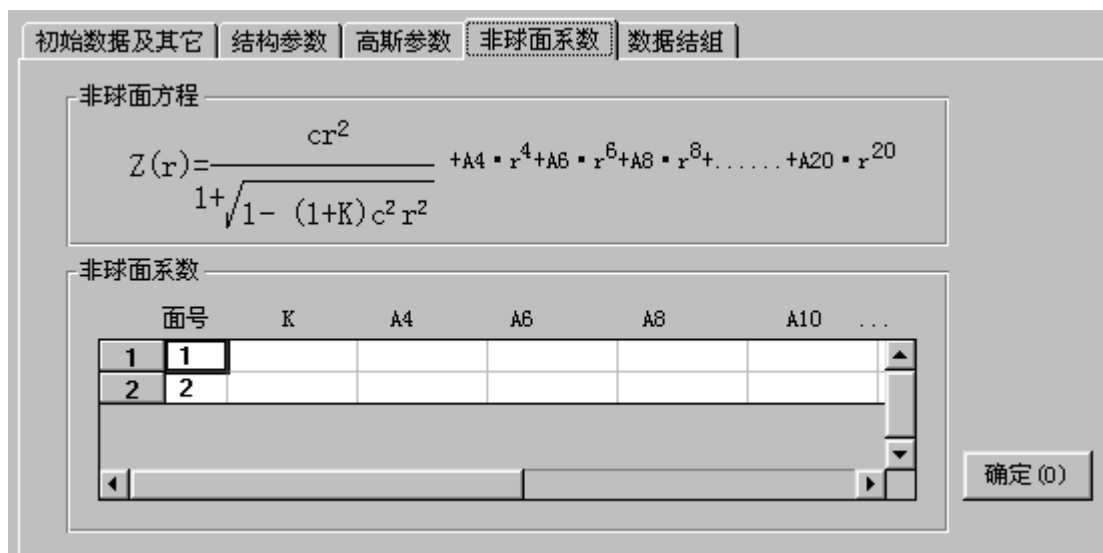 初始数据及其它 结构参数 高斯参数 非球面系数 数据结组
非球面方程
Z(r)=cr²/(1+√(1- (1+K)c²r²)) +A4▪r⁴+A6▪r⁶+A8▪r⁸+......+A20▪r²⁰
非球面系数
面号 K A4 A6 A8 A10 ...
1 1
2 2
确定(O)